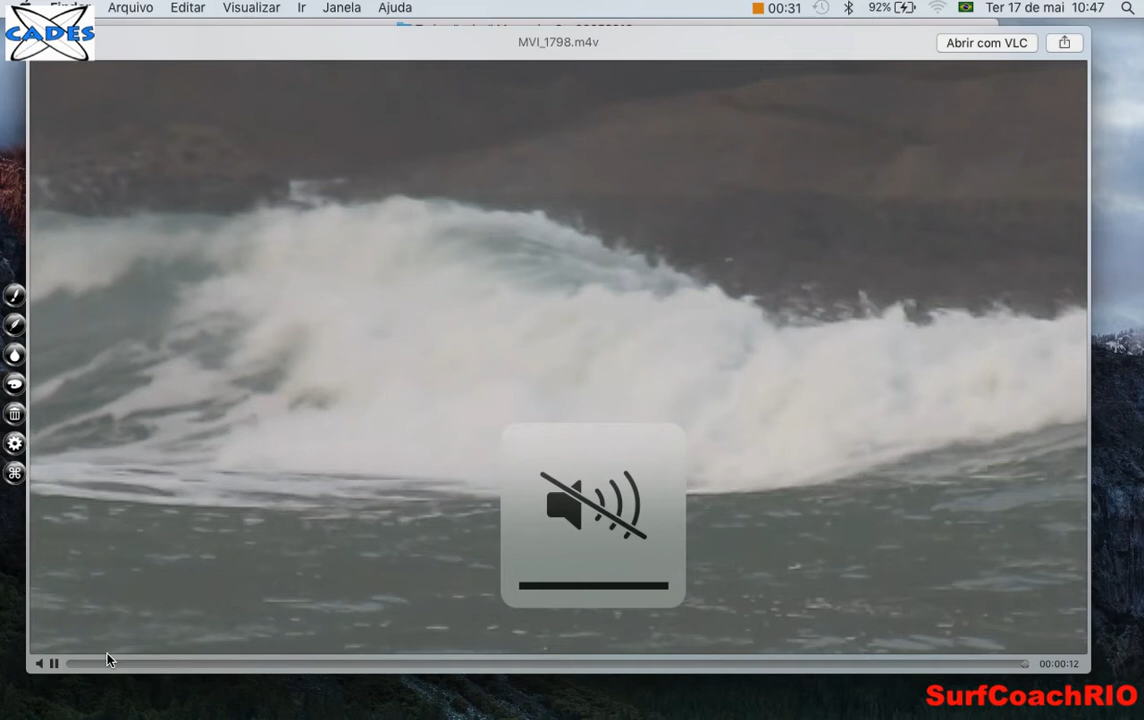 Arquivo Editar Visualizar Ir Janela Ajuda 00:31 92% Ter 17 de mai 10:47
CADES
MVI_1798.m4v Abrir com VLC
00:00:12
SurfCoachRIO